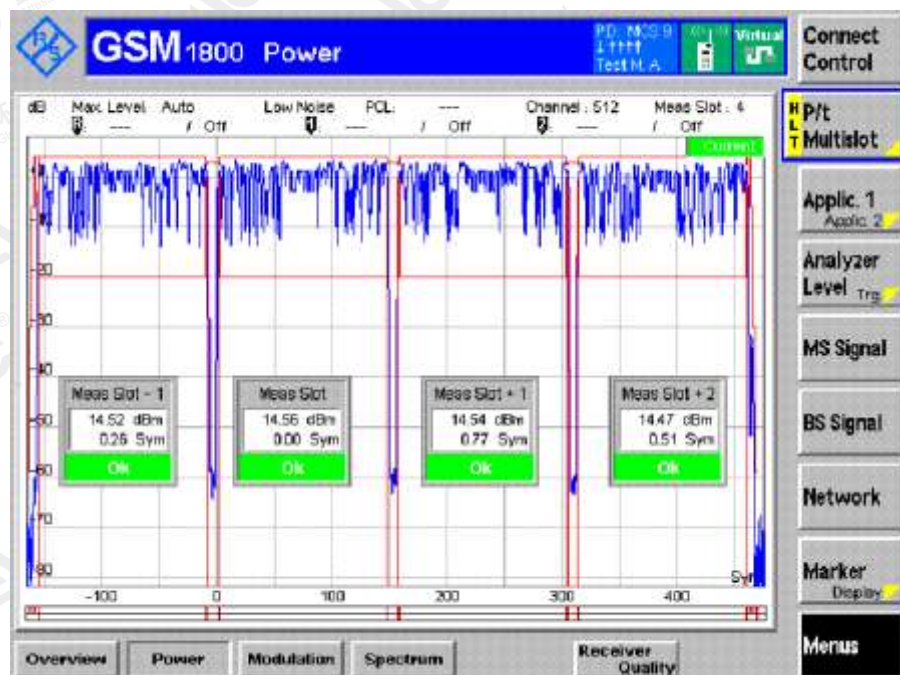 GSM 1800 Power
P.D.: MCS 9
Test M. A.
Virtual
Connect Control
dB Max. Level: Auto Low Noise PCL: --- Channel : 512 Meas Slot : 4
--- / Off 1 --- / Off 2 --- / Off
Current
H L T P/t Multislot
Applic. 1
Applic. 2
Analyzer Level Trg
MS Signal
BS Signal
Network
Marker
Display
Menus
-20
-30
-40
-50
-60
-70
-80
Meas Slot - 1
14.52 dBm
0.26 Sym
Ok
Meas Slot
14.56 dBm
0.00 Sym
Ok
Meas Slot + 1
14.54 dBm
0.77 Sym
Ok
Meas Slot + 2
14.47 dBm
0.51 Sym
Ok
Sym
-100 0 100 200 300 400
Overview Power Modulation Spectrum Receiver Quality